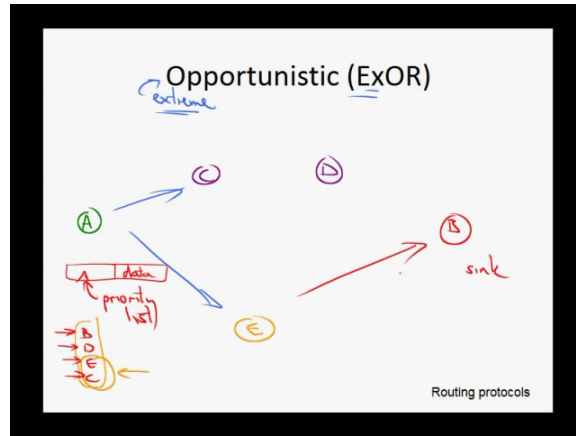 Opportunistic (ExOR)
extreme
C
D
A
B
sink
data
priority
list
E
B
D
E
C
Routing protocols